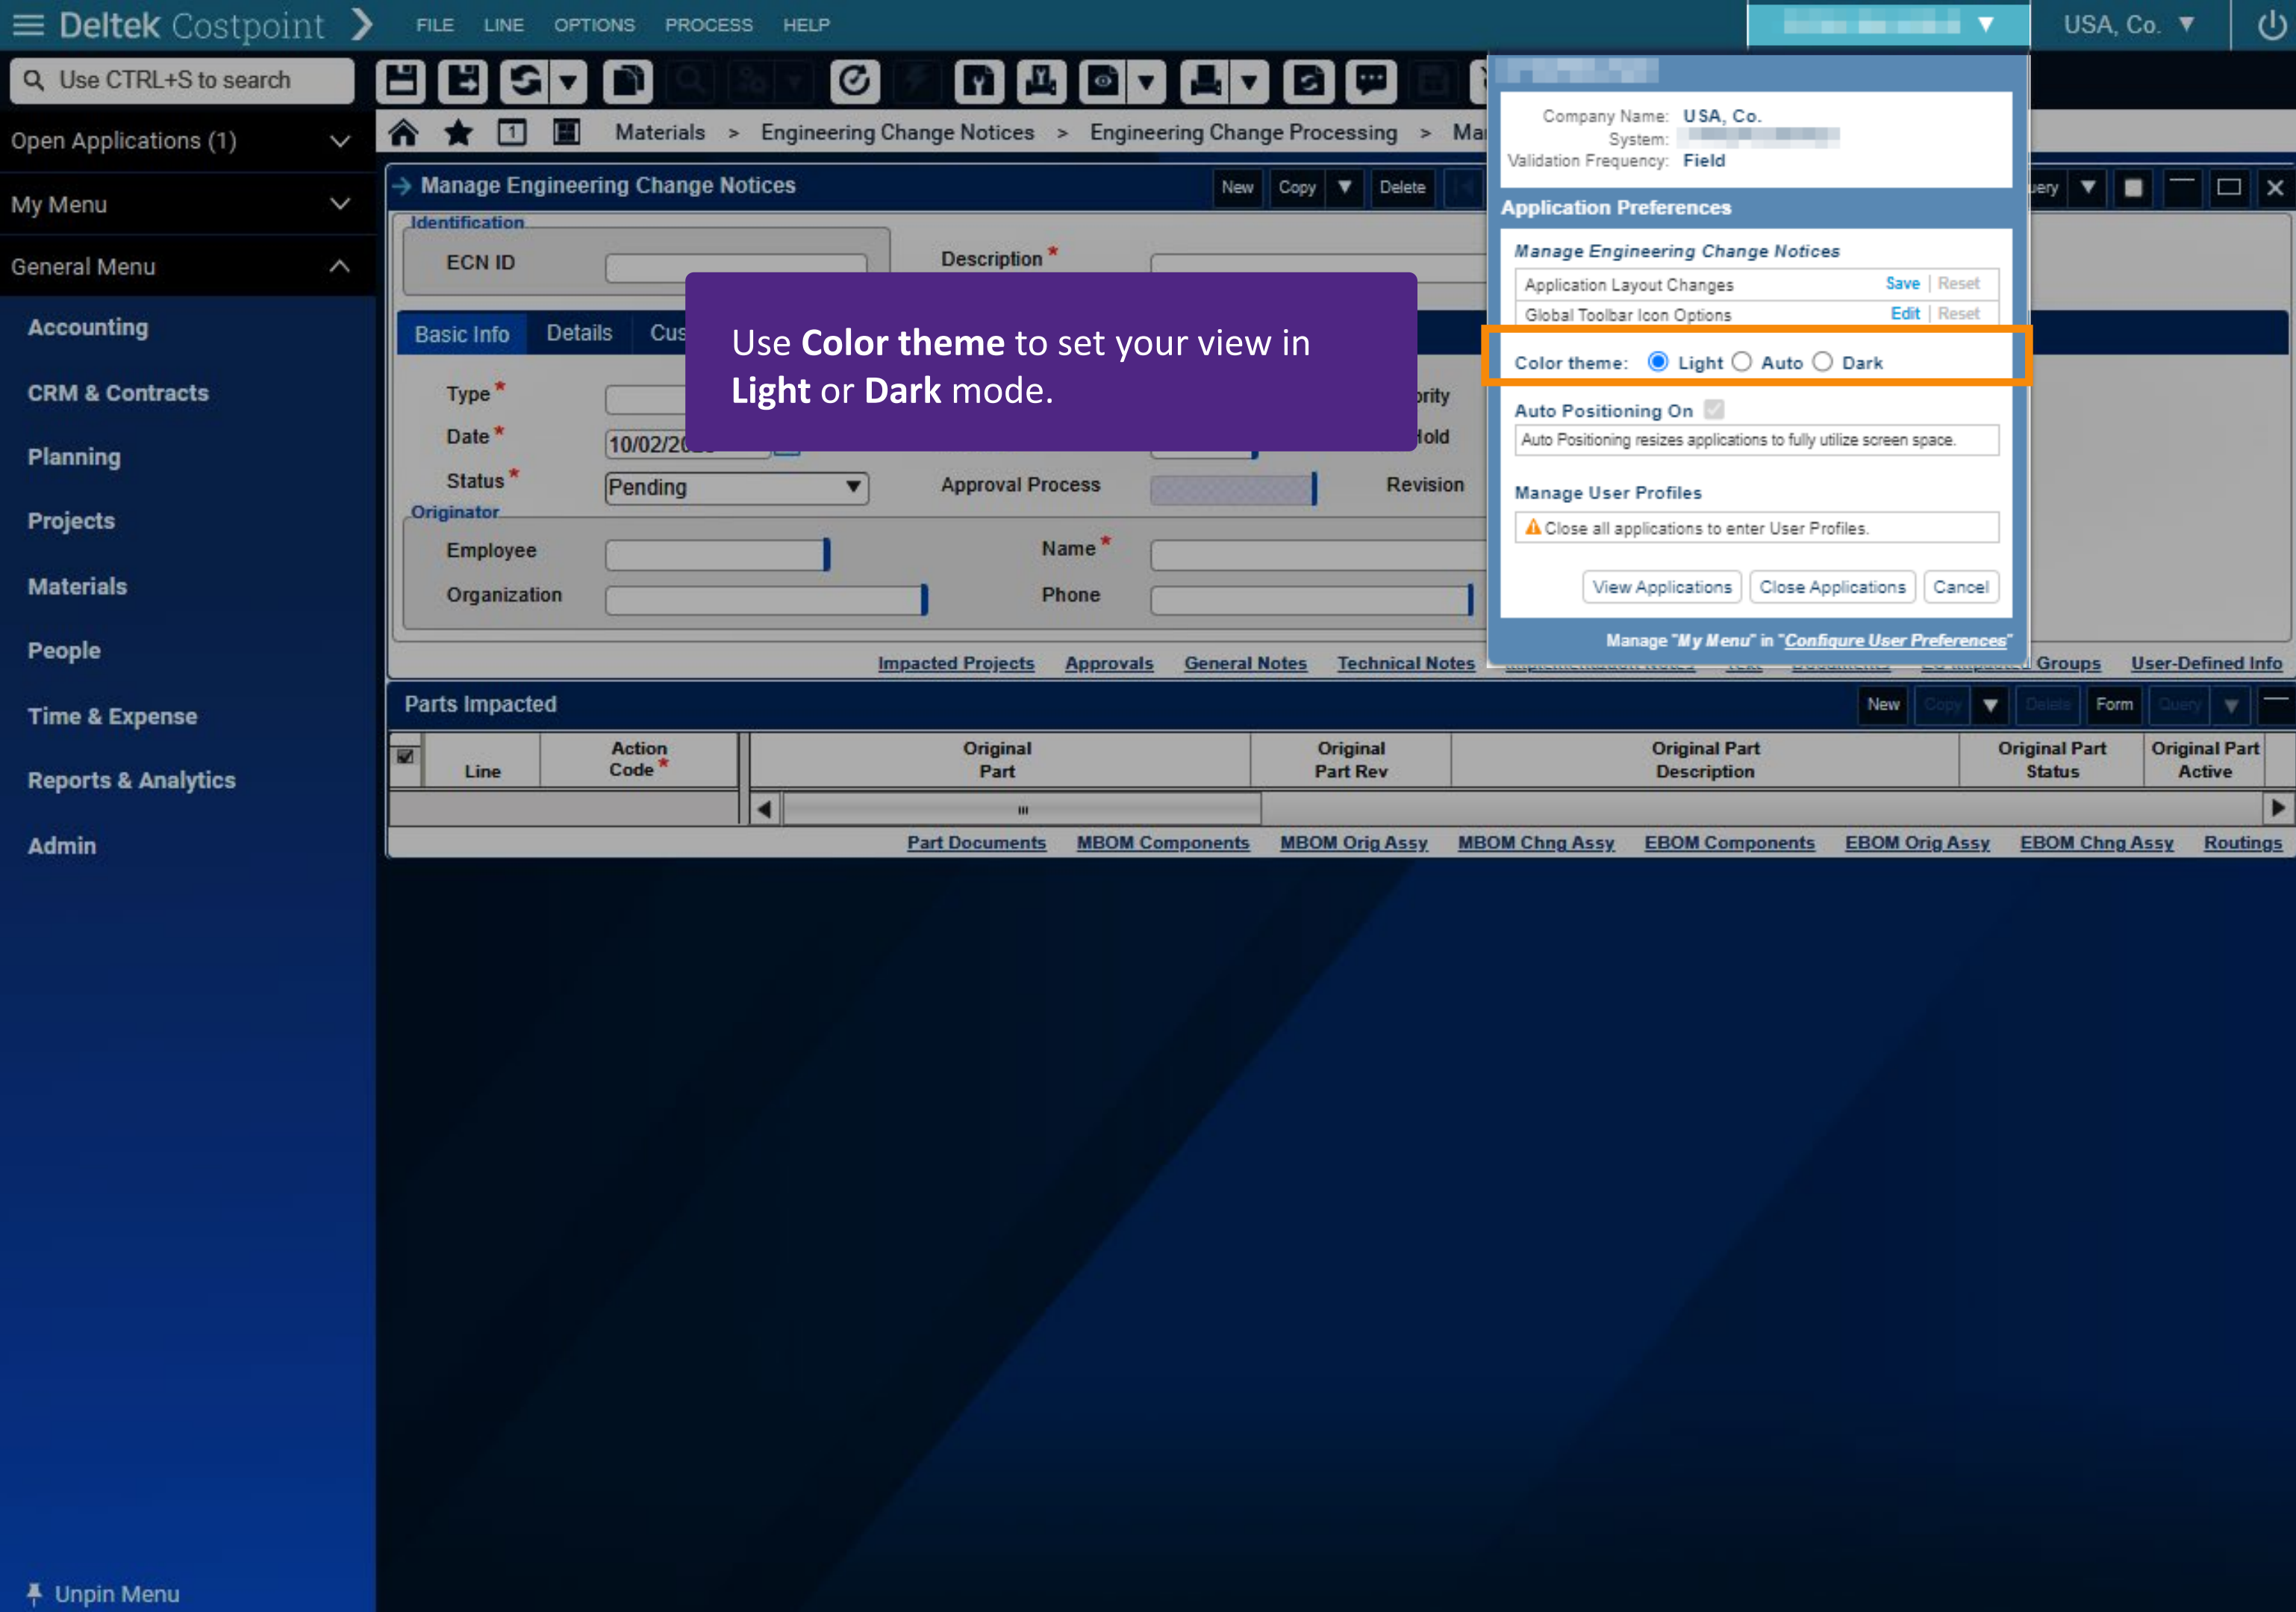 Deltek Costpoint
FILE LINE OPTIONS PROCESS HELP
USA, Co.
Use CTRL+S to search
Open Applications (1)
My Menu
General Menu
Accounting
CRM & Contracts
Planning
Projects
Materials
People
Time & Expense
Reports & Analytics
Admin
Unpin Menu
1
Materials > Engineering Change Notices > Engineering Change Processing >
Manage Engineering Change Notices
New Copy Delete
Identification
ECN ID
Description *
Basic Info Details
Type *
Date *
Status *
Pending
Approval Process
Revision
Originator
Employee
Name *
Organization
Phone
Impacted Projects Approvals General Notes Technical Notes
Groups User-Defined Info
Use Color theme to set your view in
Light or Dark mode.
Company Name: USA, Co.
System:
Validation Frequency: Field
Application Preferences
Manage Engineering Change Notices
Application Layout Changes Save | Reset
Global Toolbar Icon Options Edit | Reset
Color theme: Light Auto Dark
Auto Positioning On
Auto Positioning resizes applications to fully utilize screen space.
Manage User Profiles
Close all applications to enter User Profiles.
View Applications Close Applications Cancel
Manage "My Menu" in "Configure User Preferences"
Parts Impacted
New Copy Delete Form Query
Line
Action
Code *
Original
Part
Original
Part Rev
Original Part
Description
Original Part
Status
Original Part
Active
Part Documents MBOM Components MBOM Orig Assy MBOM Chng Assy EBOM Components EBOM Orig Assy EBOM Chng Assy Routings